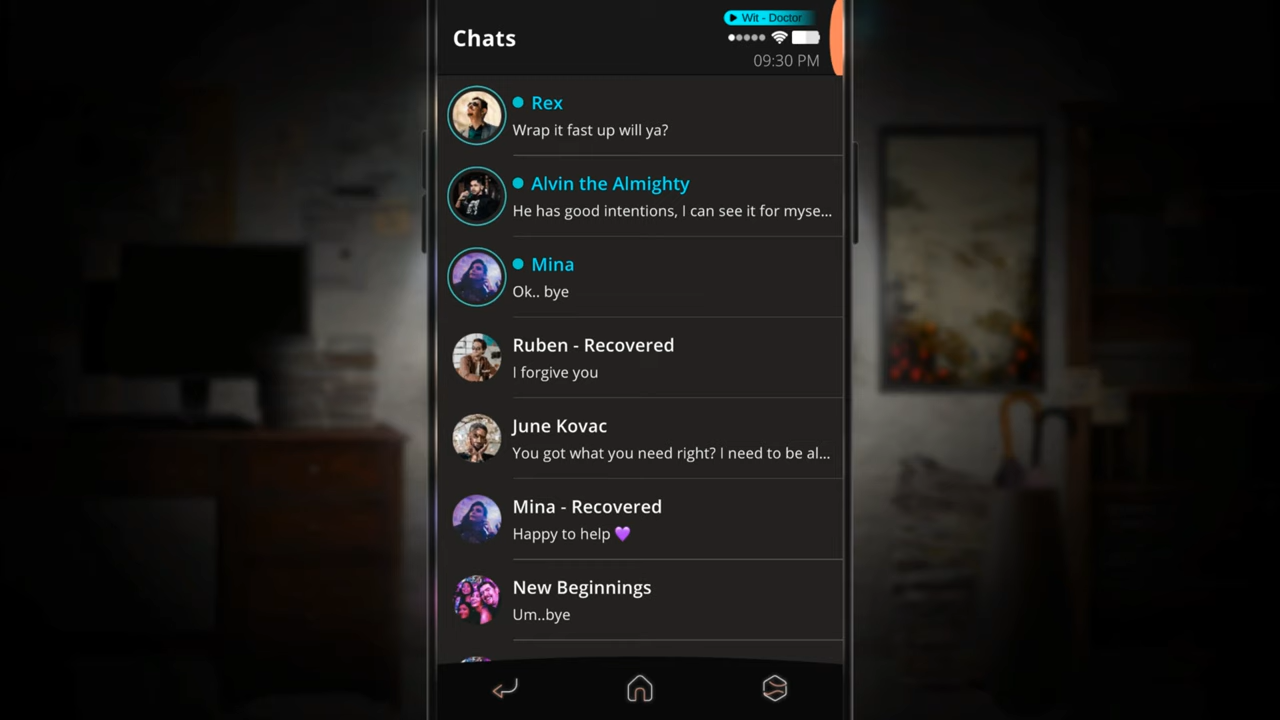 Wit - Doctor
Chats
09:30 PM
Rex
Wrap it fast up will ya?
Alvin the Almighty
He has good intentions, I can see it for myse...
Mina
Ok.. bye
Ruben - Recovered
I forgive you
June Kovac
You got what you need right? I need to be al...
Mina - Recovered
Happy to help 💜
New Beginnings
Um..bye